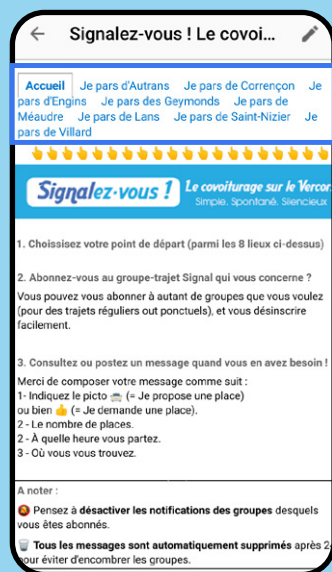 ← Signalez-vous ! Le covoi...
Accueil Je pars d'Autrans Je pars de Corrençon Je
pars d'Engins Je pars des Geymonds Je pars de
Méaudre Je pars de Lans Je pars de Saint-Nizier Je
pars de Villard
👆👆👆👆👆👆👆👆👆👆👆👆👆👆👆👆👆👆👆👆
Signalez-vous ! Le covoiturage sur le Vercor
Simple. Spontané. Silencieux
1. Choissisez votre point de départ (parmi les 8 lieux ci-dessus)
2. Abonnez-vous au groupe-trajet Signal qui vous concerne ?
Vous pouvez vous abonner à autant de groupes que vous voulez
(pour des trajets réguliers out ponctuels), et vous désinscrire
facilement.
3. Consultez ou postez un message quand vous en avez besoin !
Merci de composer votre message comme suit :
1- Indiquez le picto 🚘 (= Je propose une place)
ou bien 👍 (= Je demande une place).
2 - Le nombre de places.
2 - À quelle heure vous partez.
3 - Où vous vous trouvez.
A noter :
🔕 Pensez à désactiver les notifications des groupes desquels
vous êtes abonnés.
🗑 Tous les messages sont automatiquement supprimés après 2
pour éviter d'encombrer les groupes.